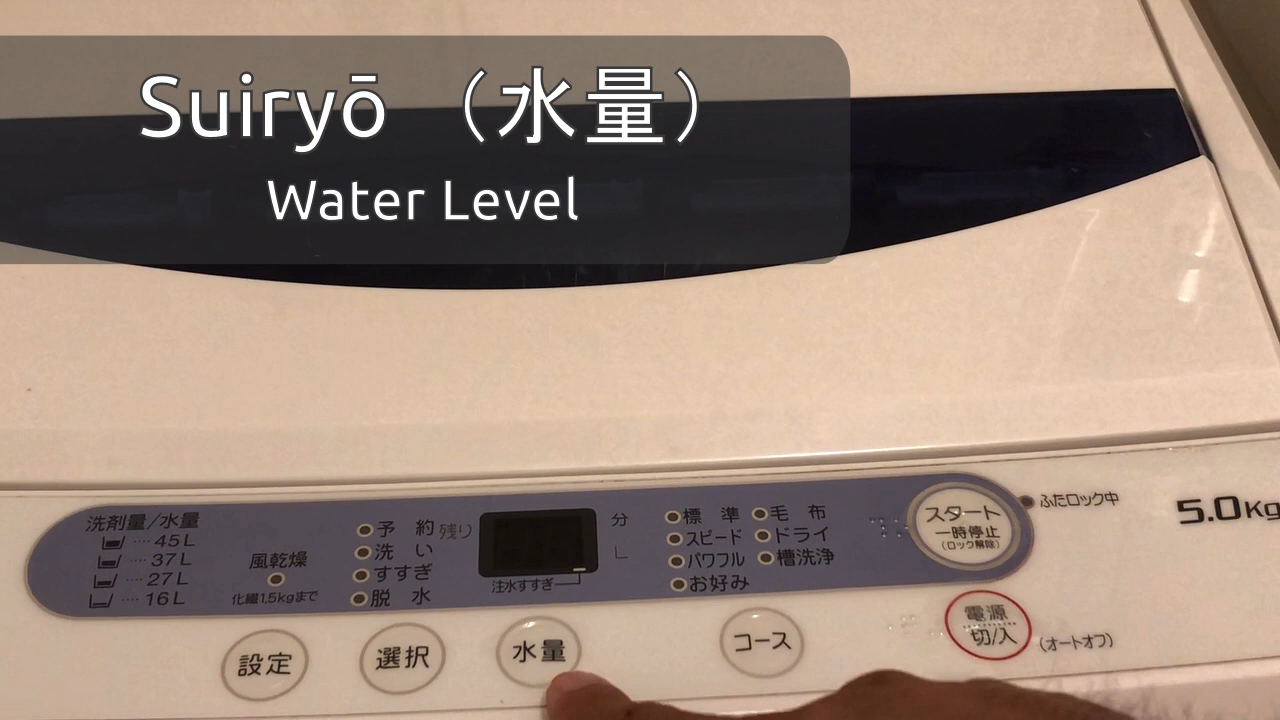 Suiryō （水量）
Water Level
洗剤量/水量
45L
37L
27L
16L
風乾燥
化繊1.5kgまで
予約
洗い
すすぎ
脱水
残り
分
L
注水すすぎ
標準
スピード
パワフル
お好み
毛布
ドライ
槽洗浄
スタート
一時停止
(ロック解除)
ふたロック中
5.0Kg
設定
選択
水量
コース
電源
切/入
(オートオフ)